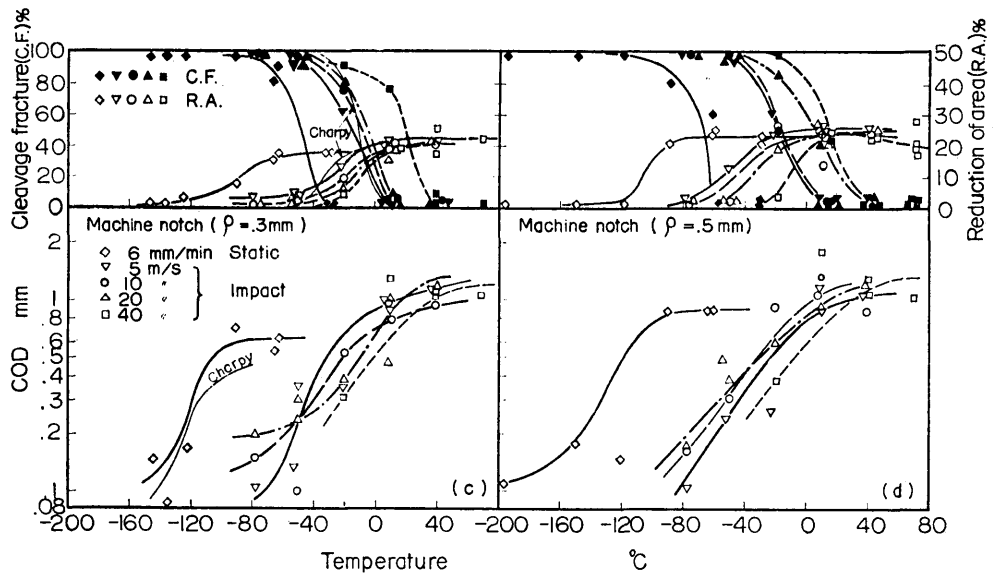 Cleavage fracture(C.F.)%
100
80
60
40
20
0
C.F.
R.A.
Charpy
50
40
30
20
10
0
Reduction of area(R.A.)%
Machine notch ( ρ = .3mm)
6 mm/min Static
5 m/s
10 "
20 "
40 "
Impact
Machine notch ( ρ = .5mm)
COD mm
2
1
.8
.6
.5
.4
.3
.2
.1
.08
Charpy
(c)
(d)
-200 -160 -120 -80 -40 0 40 -200 -160 -120 -80 -40 0 40 80
Temperature °C